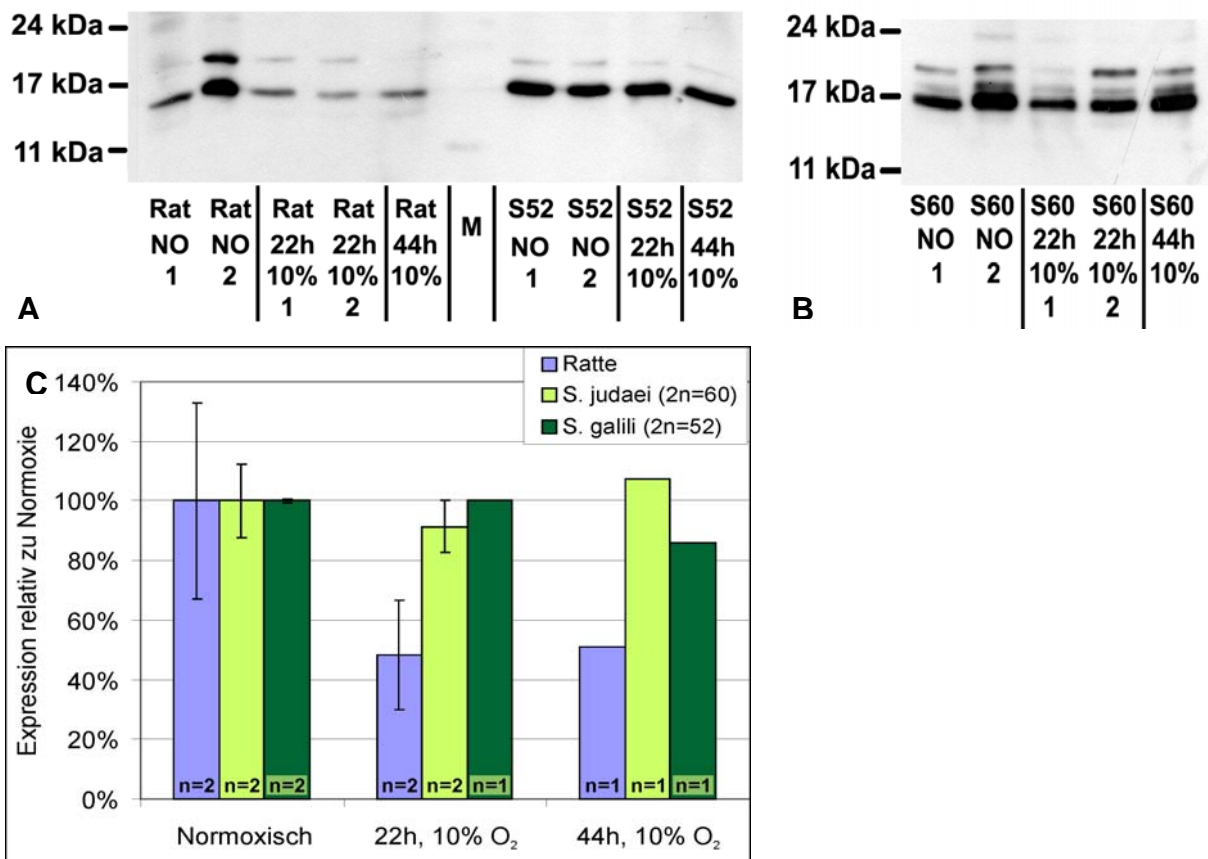 24 kDa
17 kDa
11 kDa
Rat Rat Rat Rat Rat M S52 S52 S52 S52
NO NO 22h 22h 44h NO NO 22h 44h
1 2 10% 10% 10% 1 2 10% 10%
1 2
A
24 kDa
17 kDa
11 kDa
S60 S60 S60 S60 S60
NO NO 22h 22h 44h
1 2 10% 10% 10%
1 2
B
C
Ratte
S. judaei (2n=60)
S. galili (2n=52)
Expression relativ zu Normoxie
140%
120%
100%
80%
60%
40%
20%
0%
n=2 n=2 n=2 n=2 n=2 n=1 n=1 n=1 n=1
Normoxisch 22h, 10% O₂ 44h, 10% O₂